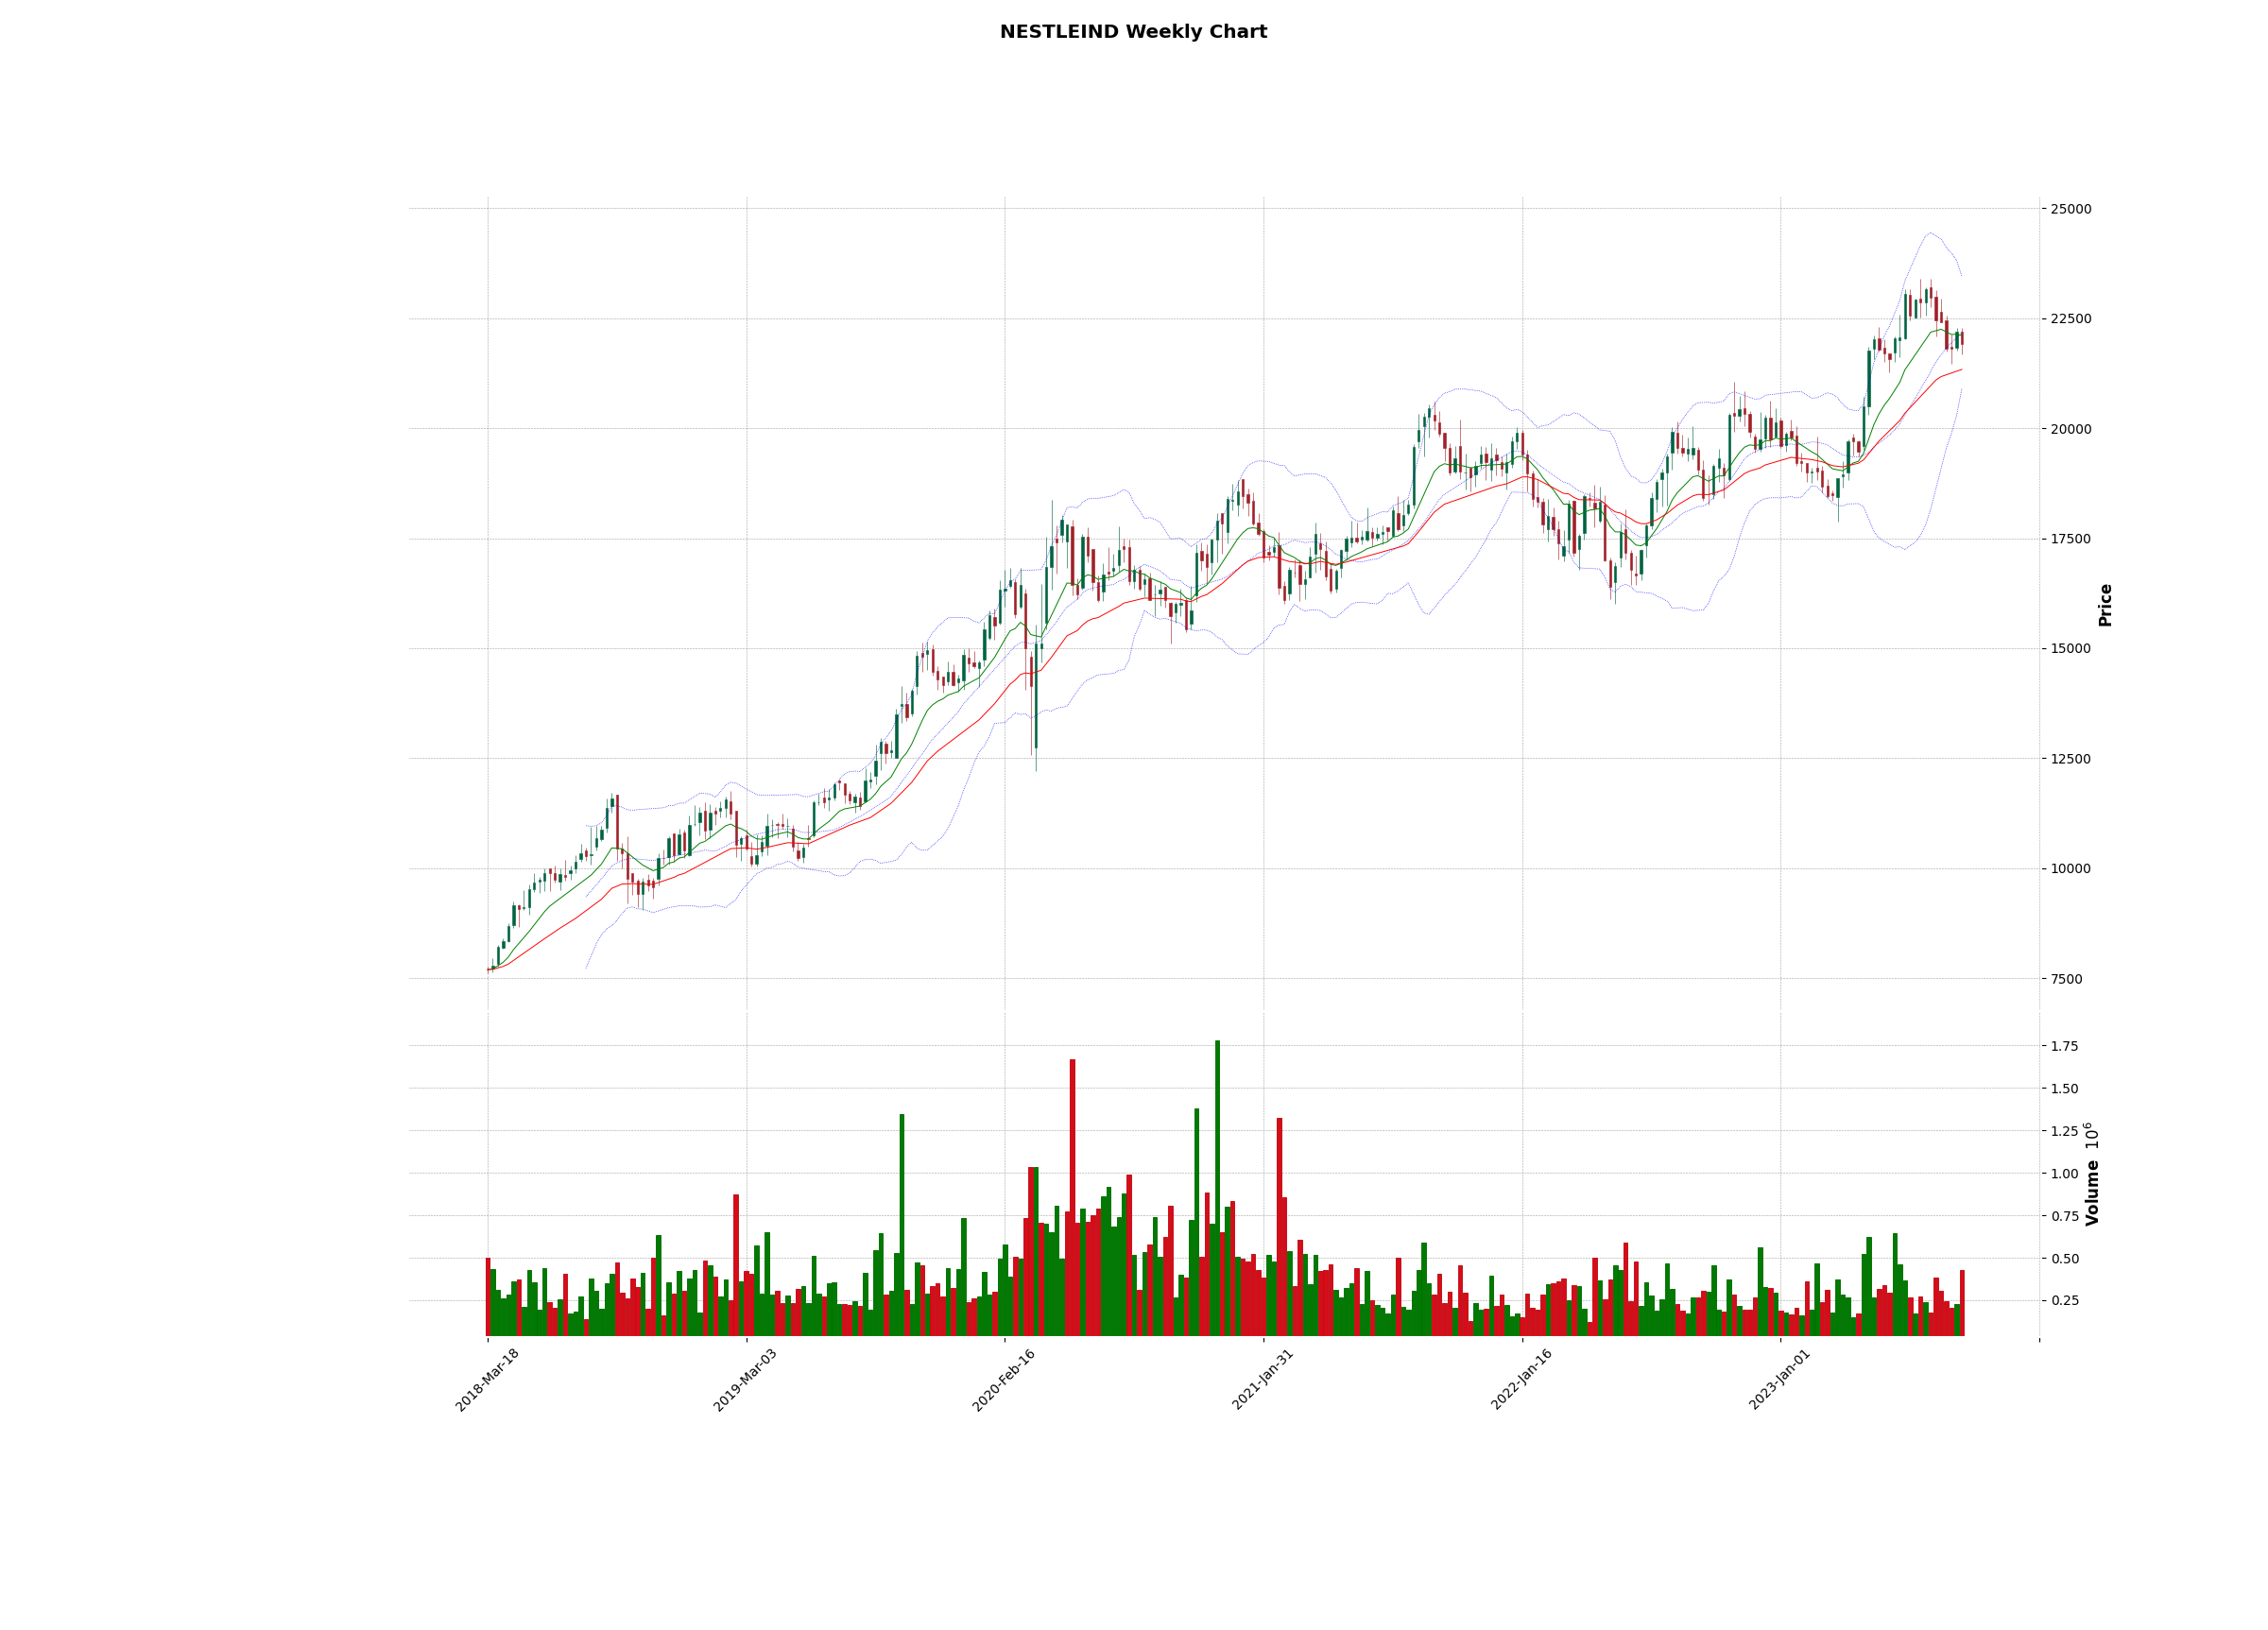 NESTLEIND Weekly Chart
25000
22500
20000
17500
15000
12500
10000
7500
Price
1.75
1.50
1.25
1.00
0.75
0.50
0.25
Volume 10^6
2018-Mar-18
2019-Mar-03
2020-Feb-16
2021-Jan-31
2022-Jan-16
2023-Jan-01